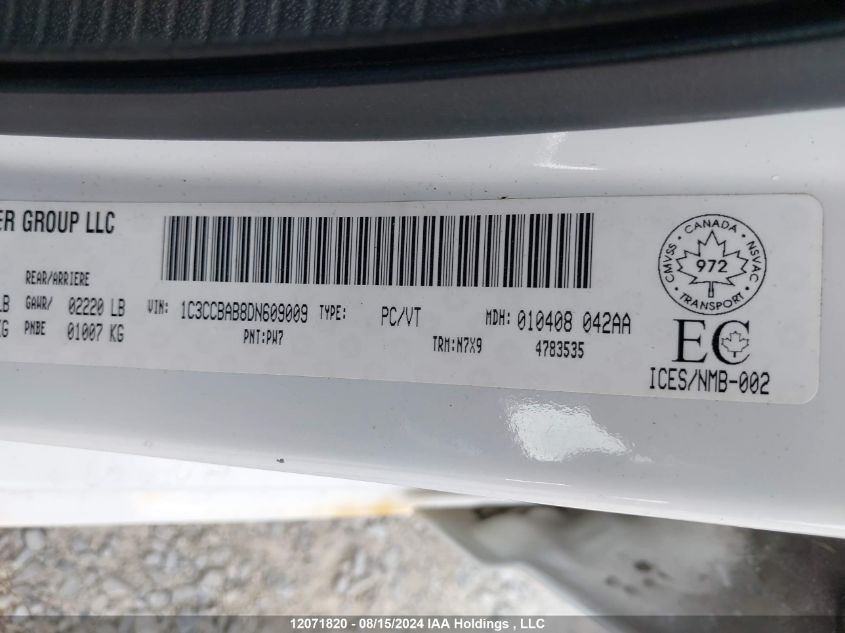 GROUP LLC
REAR/ARRIERE
GAWR/ 02220 LB
PNBE 01007 KG
VIN: 1C3CCBAB8DN609009 TYPE: PC/VT MDH: 010408 042AA
PNT:PW7 TRM:N7X9 4783535
CMVSS · CANADA · NSVAC · TRANSPORT ·
972
EC
ICES/NMB-002
12071820 - 08/15/2024 IAA Holdings , LLC